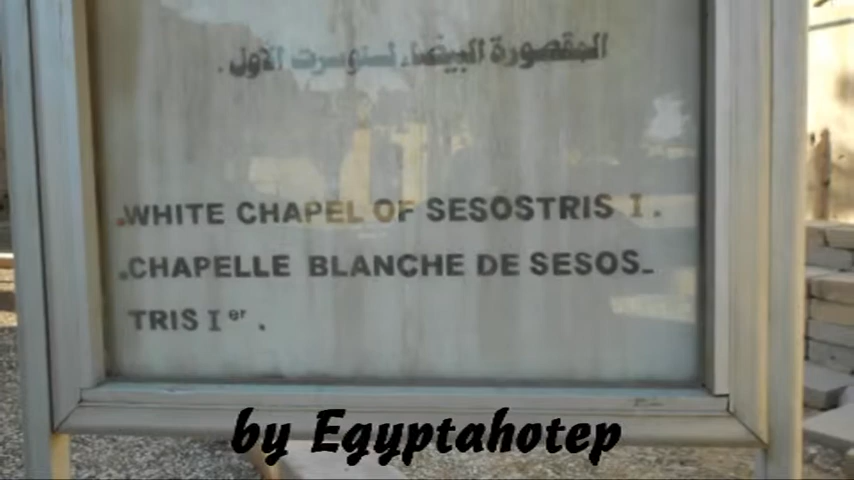 المقصورة البيضاء لسنوسرت الأول .
.WHITE CHAPEL OF SESOSTRIS I .
.CHAPELLE BLANCHE DE SESOS-
TRIS Ier .
by Egyptahotep